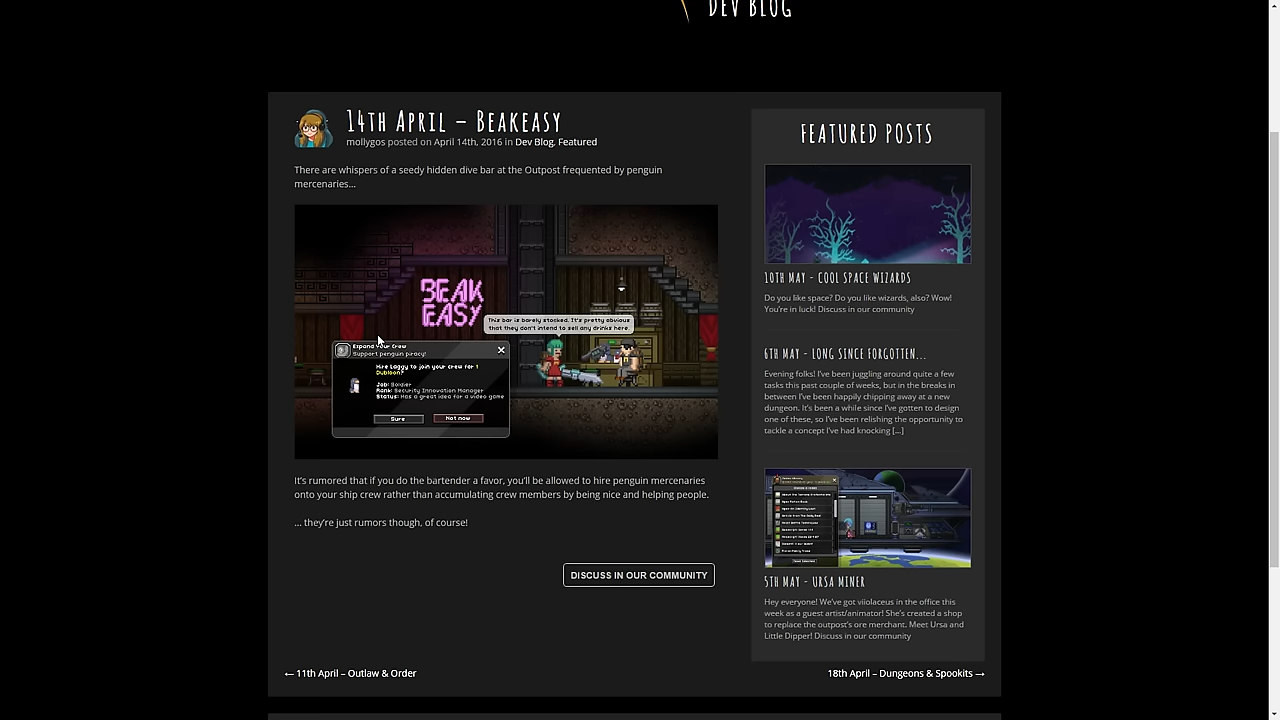 DEV BLOG
14TH APRIL – BEAKEASY
mollygos posted on April 14th, 2016 in Dev Blog, Featured
There are whispers of a seedy hidden dive bar at the Outpost frequented by penguin
mercenaries…
BEAK
EASY
This bar is barely stocked. It's pretty obvious
that they don't intend to sell any drinks here.
Expand Your Crew
Support penguin piracy!
Hire Laggy to join your crew for 1
Dubloon?
Job: Soldier
Rank: Security Innovation Manager
Status: Has a great idea for a video game
Sure
Not now
It's rumored that if you do the bartender a favor, you'll be allowed to hire penguin mercenaries
onto your ship crew rather than accumulating crew members by being nice and helping people.
… they're just rumors though, of course!
DISCUSS IN OUR COMMUNITY
← 11th April – Outlaw & Order
18th April – Dungeons & Spookits →
FEATURED POSTS
10TH MAY – COOL SPACE WIZARDS
Do you like space? Do you like wizards, also? Wow!
You're in luck! Discuss in our community
6TH MAY – LONG SINCE FORGOTTEN…
Evening folks! I've been juggling around quite a few
tasks this past couple of weeks, but in the breaks in
between I've been happily chipping away at a new
dungeon. It's been a while since I've gotten to design
one of these, so I've been relishing the opportunity to
tackle a concept I've had knocking […]
5TH MAY – URSA MINER
Hey everyone! We've got viiolaceus in the office this
week as a guest artist/animator! She's created a shop
to replace the outpost's ore merchant. Meet Ursa and
Little Dipper! Discuss in our community